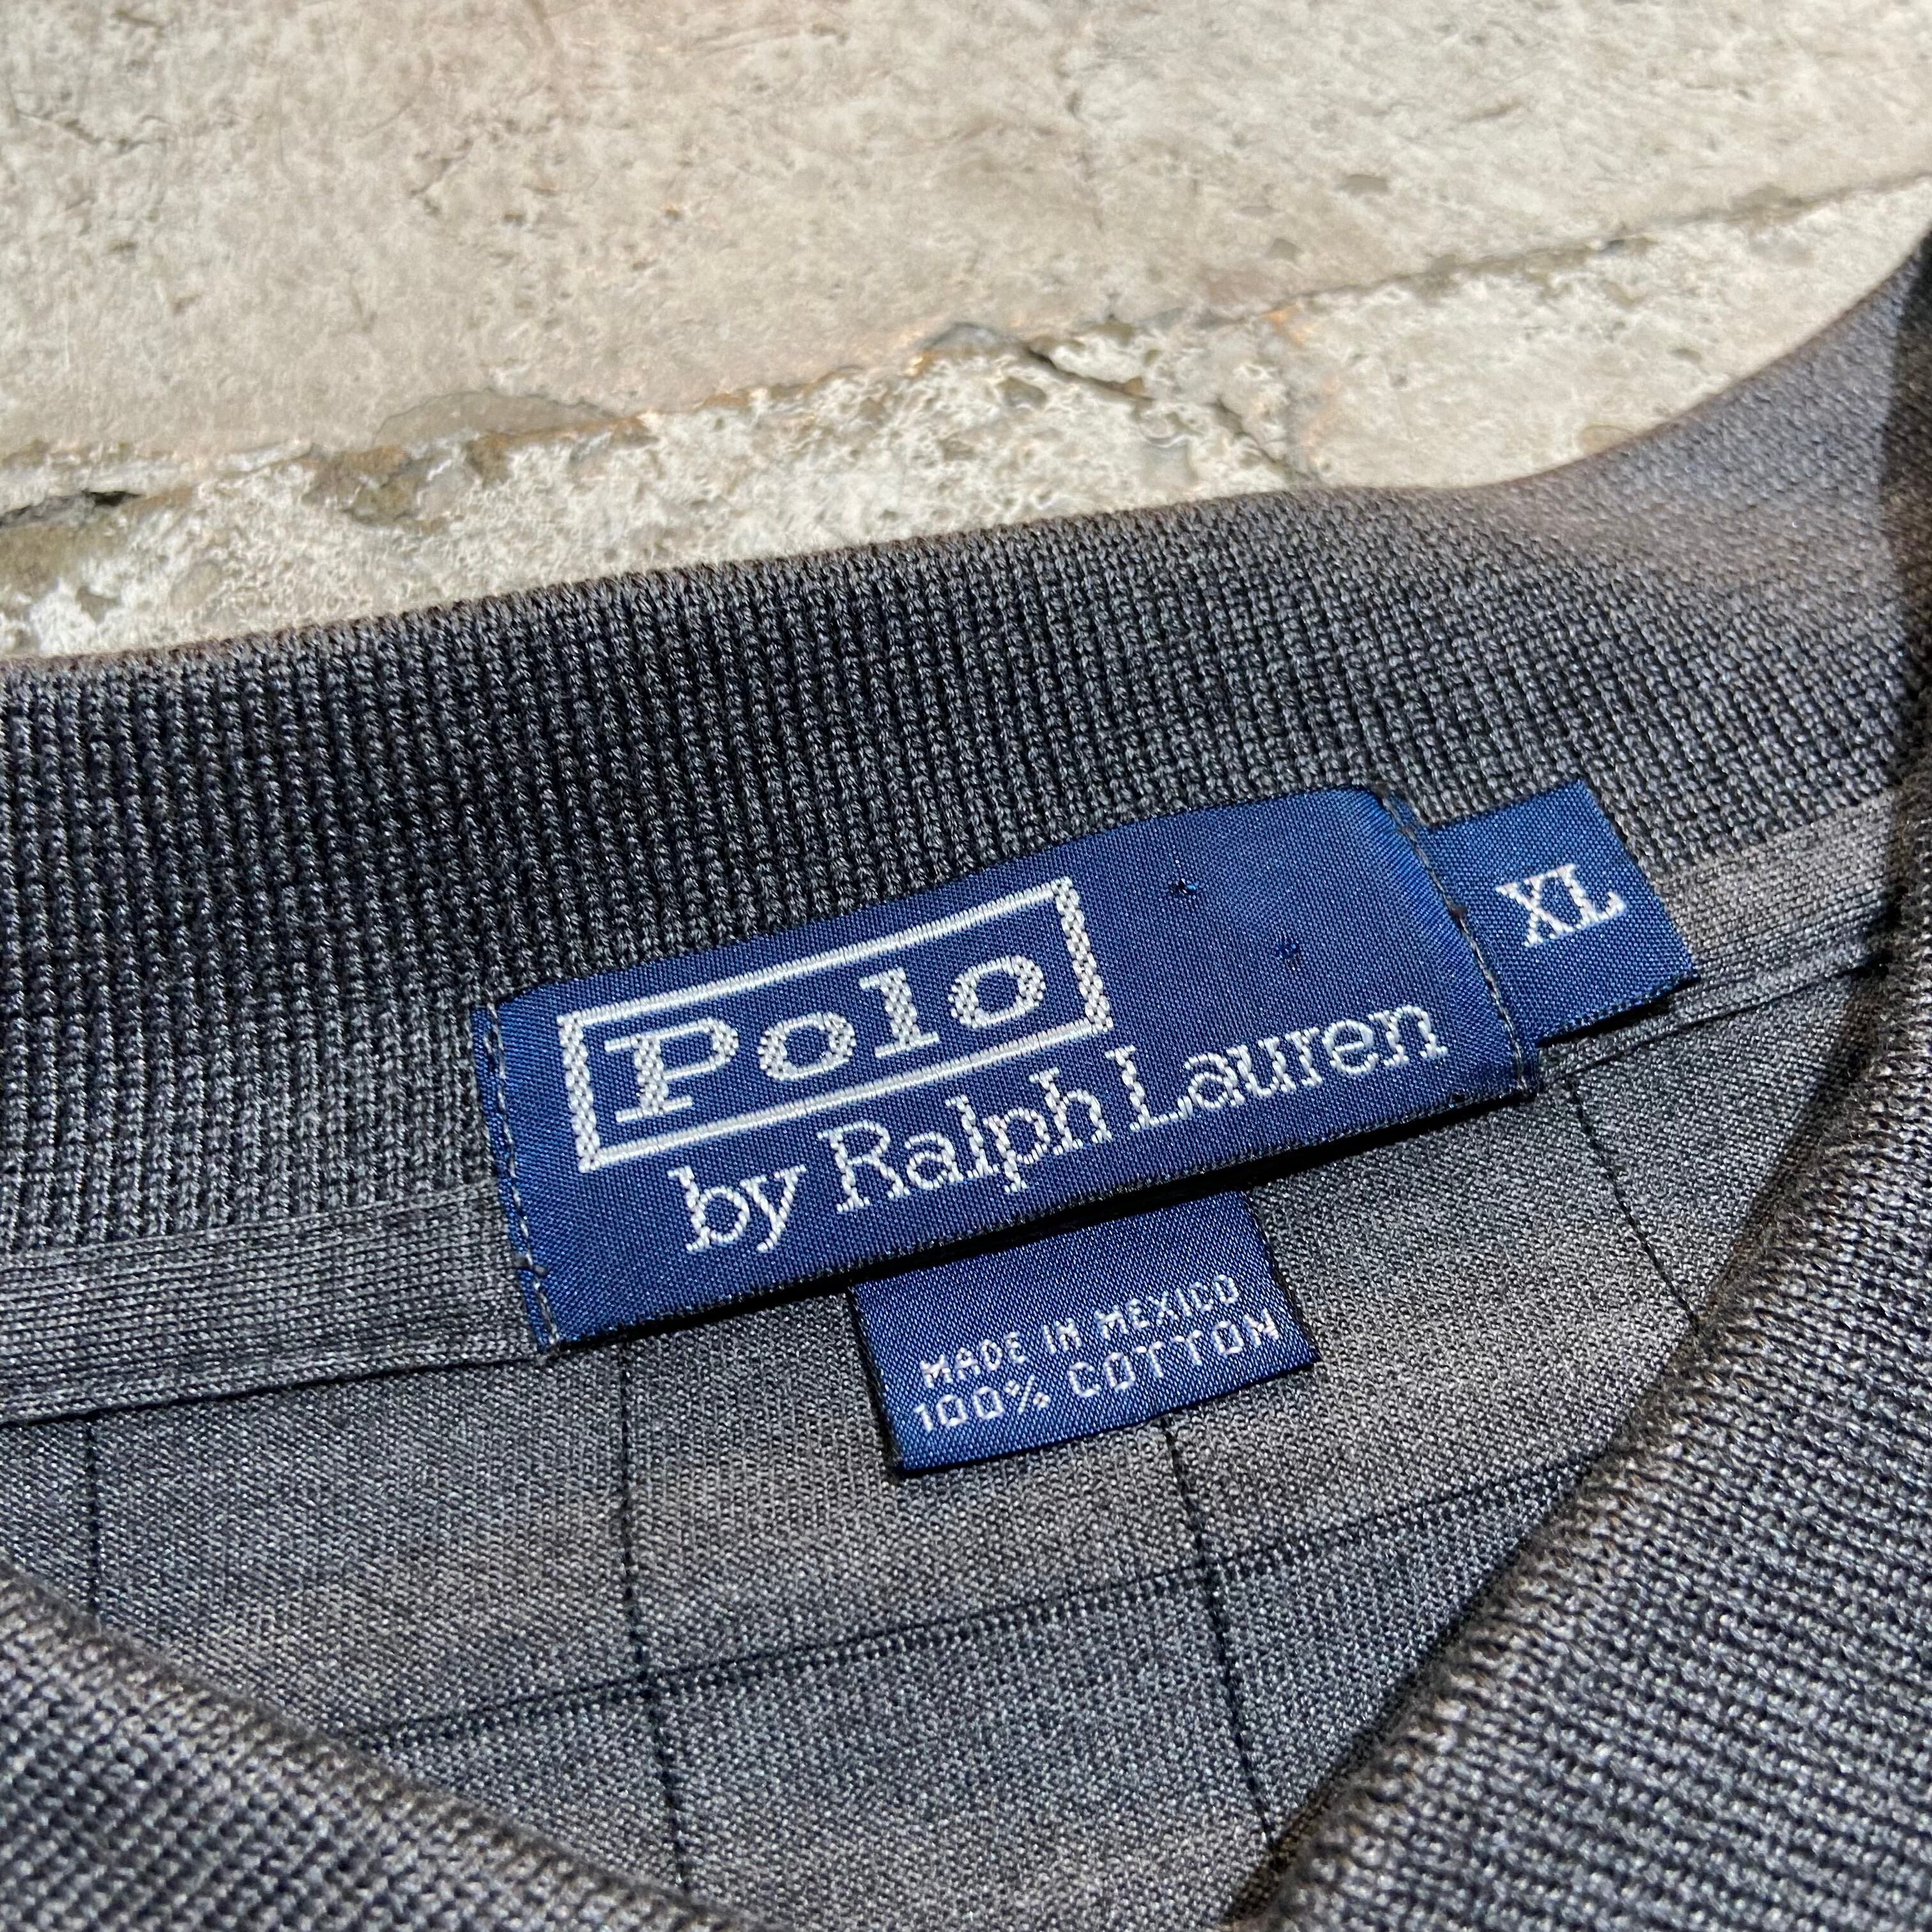 Polo
by Ralph Lauren
XL
MADE IN MEXICO
100% COTTON